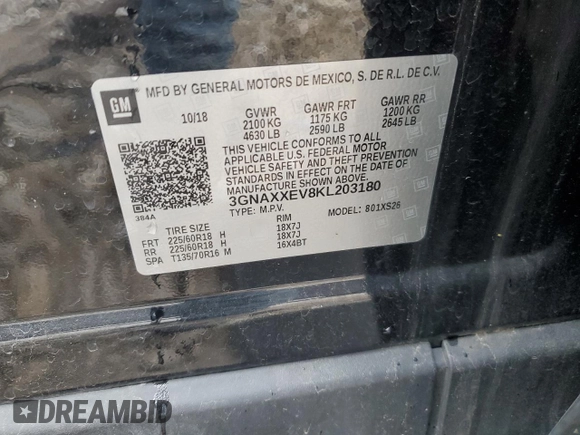 MFD BY GENERAL MOTORS DE MEXICO, S. DE R.L. DE C.V.
GM
10/18 GVWR GAWR FRT GAWR RR
2100 KG 1175 KG 1200 KG
4630 LB 2590 LB 2645 LB
THIS VEHICLE CONFORMS TO ALL
APPLICABLE U.S. FEDERAL MOTOR
VEHICLE SAFETY AND THEFT PREVENTION
STANDARDS IN EFFECT ON THE DATE OF
MANUFACTURE SHOWN ABOVE.
3GNAXXEV8KL203180
384A
TYPE: M.P.V. MODEL: 801XS26
TIRE SIZE RIM
FRT 225/60R18 H 18X7J
RR 225/60R18 H 18X7J
SPA T135/70R16 M 16X4BT
DREAMBID